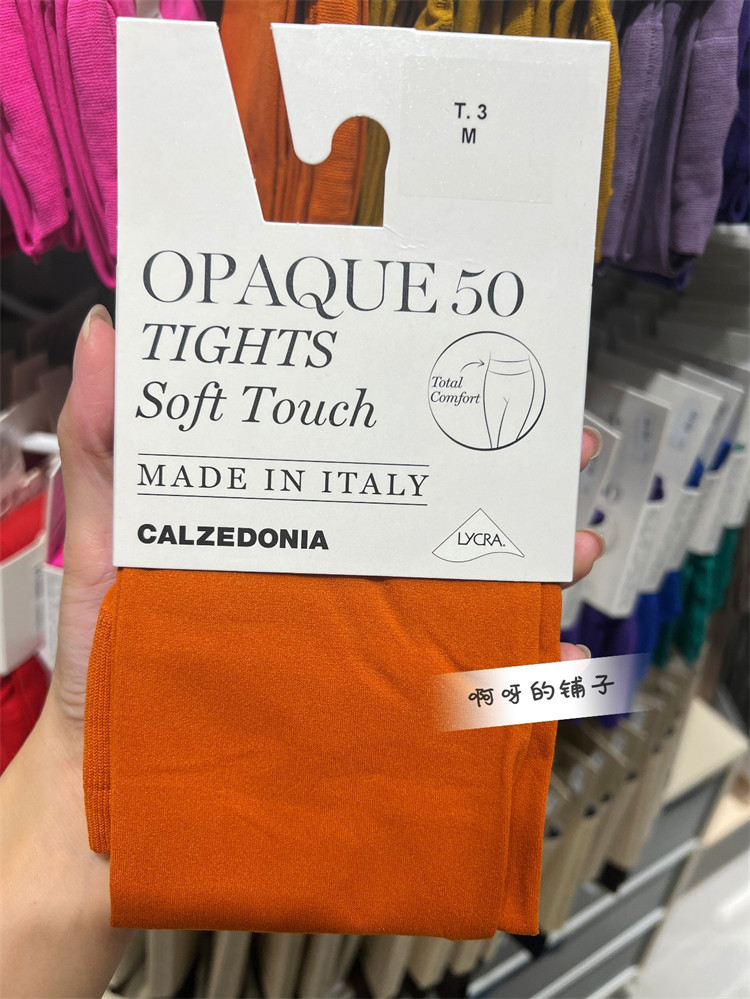 T. 3
M
OPAQUE 50
TIGHTS
Soft Touch
Total
Comfort
MADE IN ITALY
CALZEDONIA
LYCRA®
啊呀的铺子